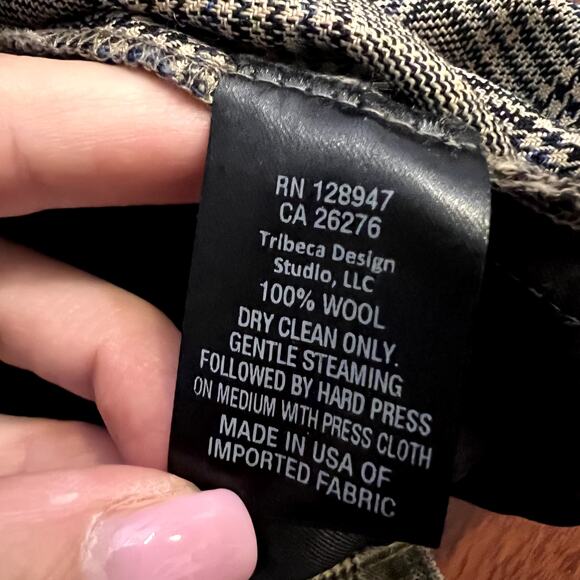 RN 128947
CA 26276
Tribeca Design
Studio, LLC
100% WOOL
DRY CLEAN ONLY.
GENTLE STEAMING
FOLLOWED BY HARD PRESS
ON MEDIUM WITH PRESS CLOTH
MADE IN USA OF
IMPORTED FABRIC